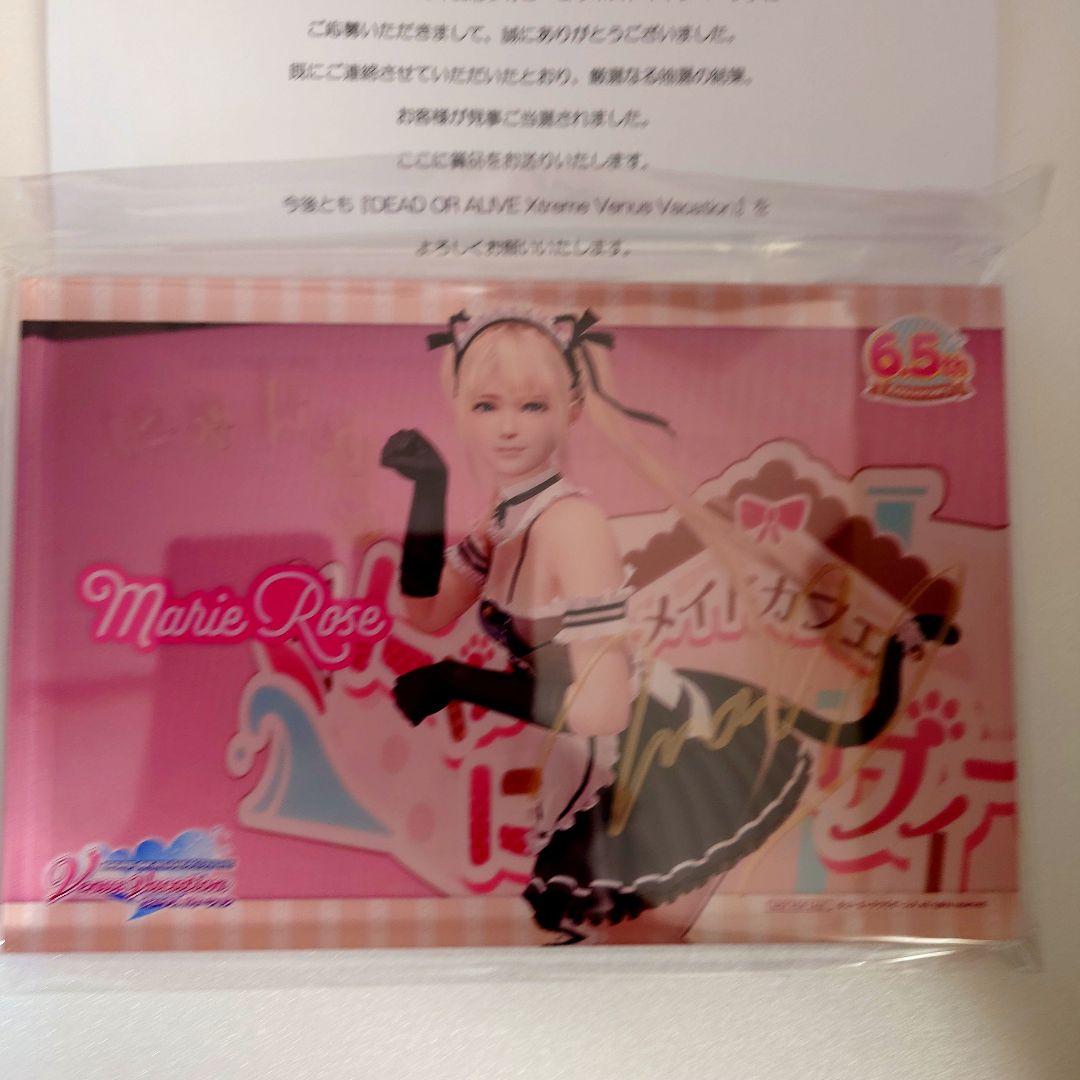 ご応募いただきまして、誠にありがとうございました。
既にご連絡させていただいたとおり、厳選なる抽選の結果、
お客様が見事ご当選されました。
ここに賞品をお送りいたします。
今後とも『DEAD OR ALIVE Xtreme Venus Vacation』を
よろしくお願いいたします。
6.5th
Anniversary
Marie Rose
メイドカフェ
に
ヴィー
Venus Vacation